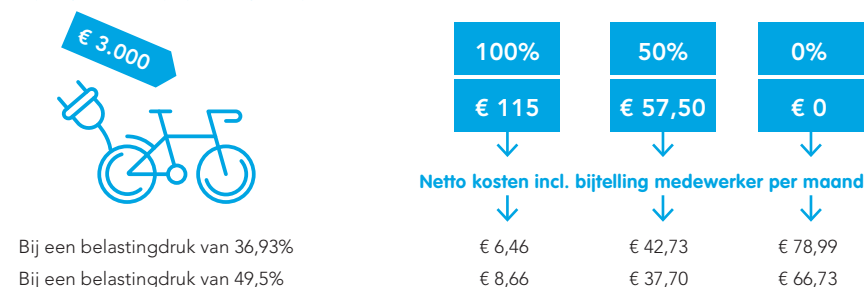 € 3.000
100% 50% 0%
€ 115 € 57,50 € 0
Netto kosten incl. bijtelling medewerker per maand
Bij een belastingdruk van 36,93% € 6,46 € 42,73 € 78,99
Bij een belastingdruk van 49,5% € 8,66 € 37,70 € 66,73